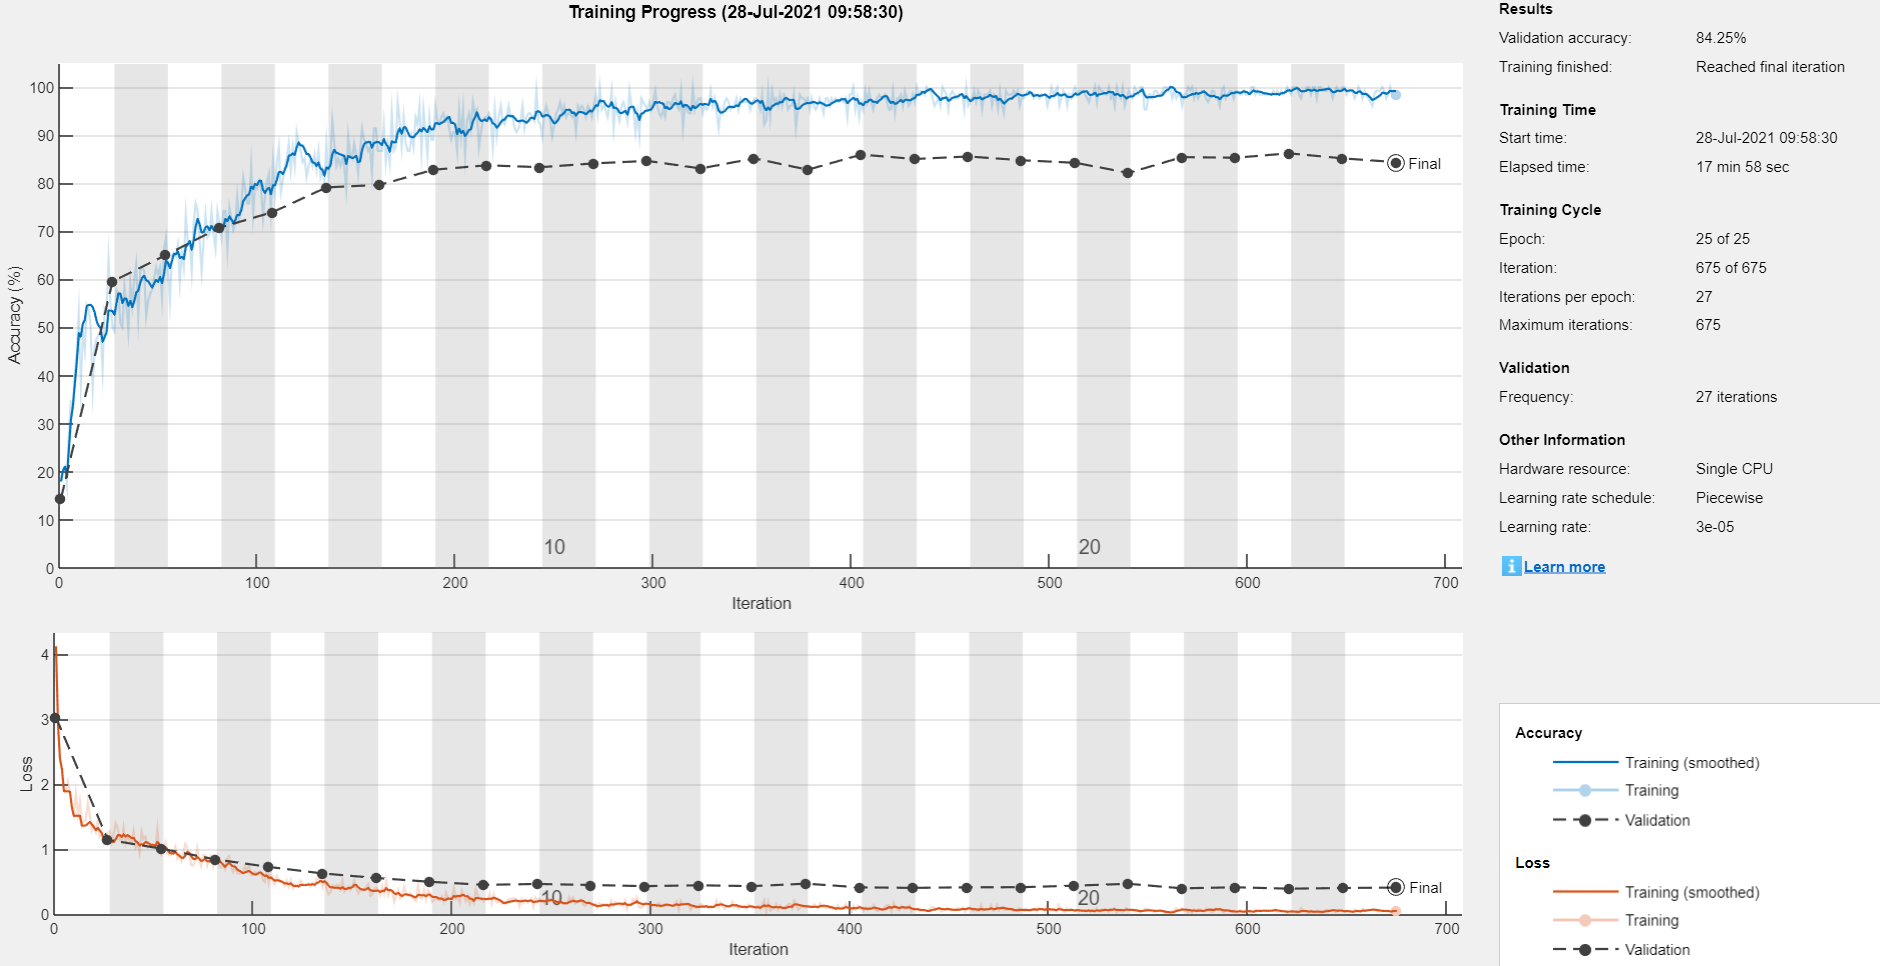 Training Progress (28-Jul-2021 09:58:30)
100
90
80
70
60
50
40
30
20
10
0
Accuracy (%)
Final
10
20
0 100 200 300 400 500 600 700
Iteration
4
3
2
1
0
Loss
Final
10
20
0 100 200 300 400 500 600 700
Iteration
Results
Validation accuracy: 84.25%
Training finished: Reached final iteration
Training Time
Start time: 28-Jul-2021 09:58:30
Elapsed time: 17 min 58 sec
Training Cycle
Epoch: 25 of 25
Iteration: 675 of 675
Iterations per epoch: 27
Maximum iterations: 675
Validation
Frequency: 27 iterations
Other Information
Hardware resource: Single CPU
Learning rate schedule: Piecewise
Learning rate: 3e-05
i Learn more
Accuracy
Training (smoothed)
Training
Validation
Loss
Training (smoothed)
Training
Validation